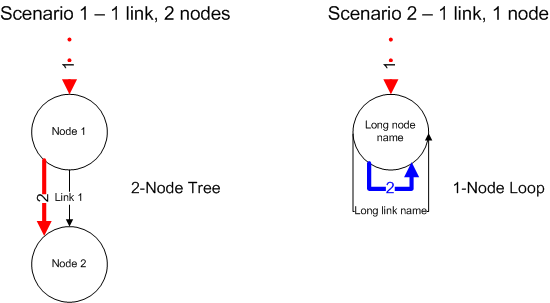 Scenario 1 – 1 link, 2 nodes
1
Node 1
2
Link 1
2-Node Tree
Node 2
Scenario 2 – 1 link, 1 node
1
Long node
name
2
Long link name
1-Node Loop